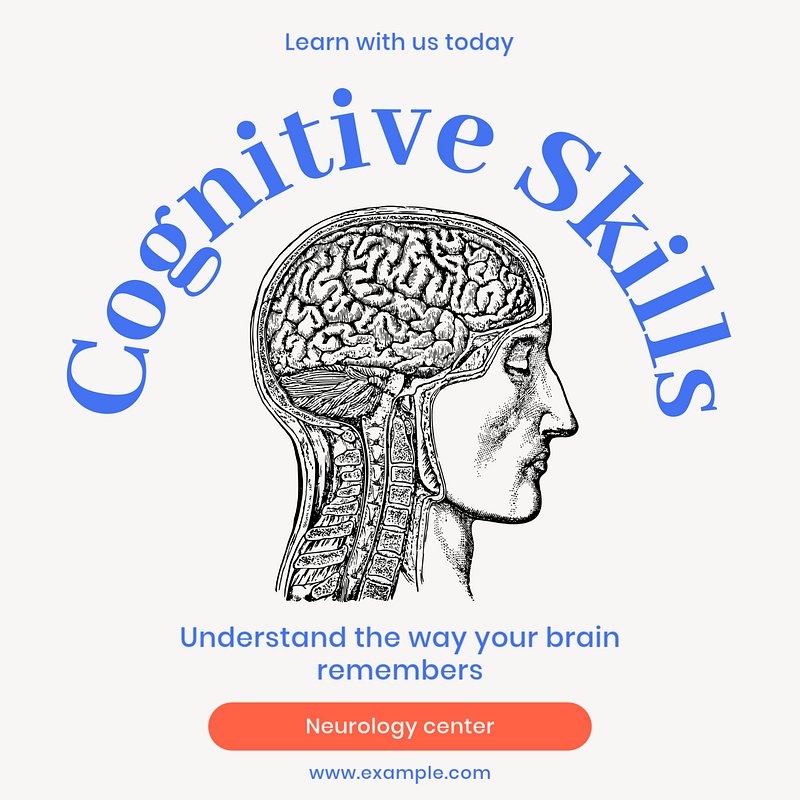 Learn with us today
Cognitive Skills
Understand the way your brain
remembers
Neurology center
www.example.com